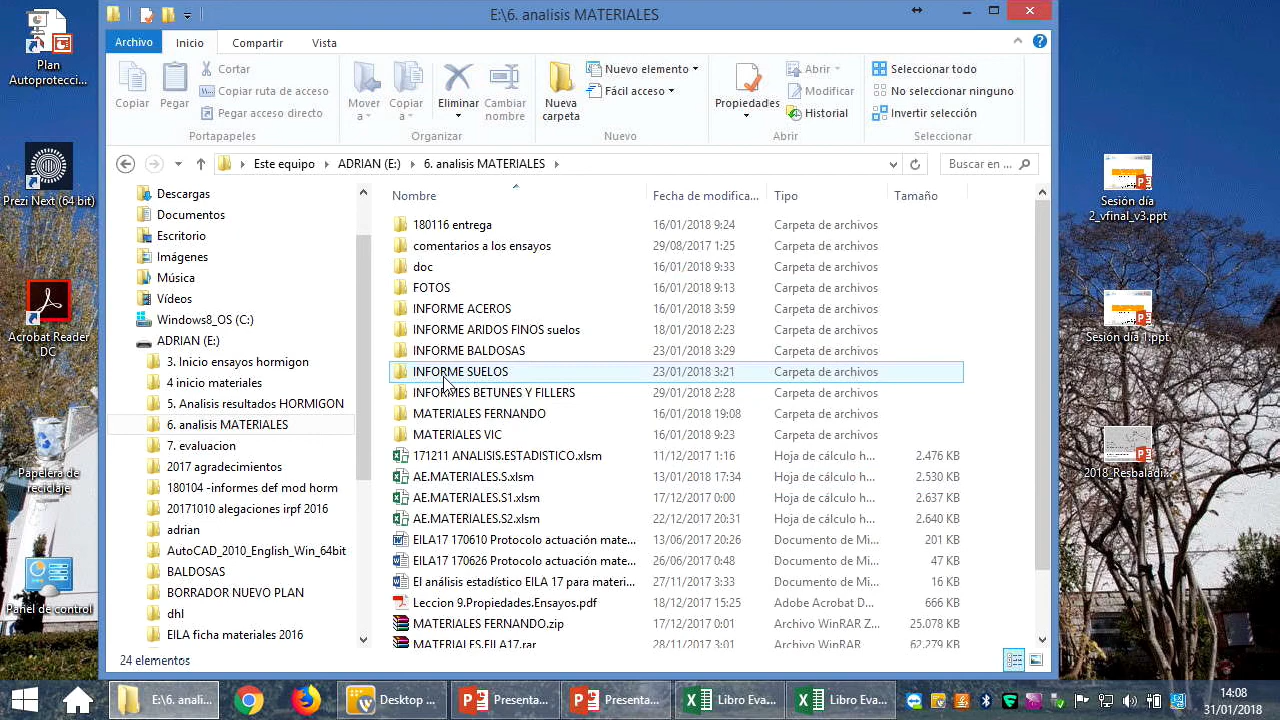 E:\6. analisis MATERIALES
Archivo Inicio Compartir Vista
Copiar Pegar Cortar
Copiar ruta de acceso
Pegar acceso directo
Portapapeles
Mover a Copiar a Eliminar Cambiar nombre
Organizar
Nueva carpeta Nuevo elemento
Fácil acceso
Nuevo
Propiedades Abrir
Modificar
Historial
Abrir
Seleccionar todo
No seleccionar ninguno
Invertir selección
Seleccionar
Este equipo ADRIAN (E:) 6. analisis MATERIALES
Buscar en ...
Descargas
Documentos
Escritorio
Imágenes
Música
Vídeos
Windows8_OS (C:)
ADRIAN (E:)
3. Inicio ensayos hormigon
4 inicio materiales
5. Analisis resultados HORMIGON
6. analisis MATERIALES
7. evaluacion
2017 agradecimientos
180104 -informes def mod horm
20171010 alegaciones irpf 2016
adrian
AutoCAD_2010_English_Win_64bit
BALDOSAS
BORRADOR NUEVO PLAN
dhl
EILA ficha materiales 2016
Nombre Fecha de modifica... Tipo Tamaño
180116 entrega 16/01/2018 9:24 Carpeta de archivos
comentarios a los ensayos 29/08/2017 1:25 Carpeta de archivos
doc 16/01/2018 9:33 Carpeta de archivos
FOTOS 16/01/2018 9:13 Carpeta de archivos
INFORME ACEROS 16/01/2018 3:59 Carpeta de archivos
INFORME ARIDOS FINOS suelos 18/01/2018 2:23 Carpeta de archivos
INFORME BALDOSAS 23/01/2018 3:29 Carpeta de archivos
INFORME SUELOS 23/01/2018 3:21 Carpeta de archivos
INFORMES BETUNES Y FILLERS 29/01/2018 2:28 Carpeta de archivos
MATERIALES FERNANDO 16/01/2018 19:08 Carpeta de archivos
MATERIALES VIC 16/01/2018 9:23 Carpeta de archivos
171211 ANALISIS.ESTADISTICO.xlsm 11/12/2017 1:16 Hoja de cálculo h... 2.476 KB
AE.MATERIALES.S.xlsm 13/01/2018 17:34 Hoja de cálculo h... 2.530 KB
AE.MATERIALES.S1.xlsm 17/12/2017 0:00 Hoja de cálculo h... 2.637 KB
AE.MATERIALES.S2.xlsm 22/12/2017 20:31 Hoja de cálculo h... 2.640 KB
EILA17 170610 Protocolo actuación mate... 13/06/2017 20:26 Documento de Mi... 201 KB
EILA17 170626 Protocolo actuación mate... 26/06/2017 0:48 Documento de Mi... 47 KB
El análisis estadístico EILA 17 para materi... 27/11/2017 3:33 Documento de Mi... 16 KB
Leccion 9.Propiedades.Ensayos.pdf 18/12/2017 15:25 Adobe Acrobat D... 666 KB
MATERIALES FERNANDO.zip 17/12/2017 0:01 Archivo WinRAR Z... 25.078 KB
MATERIALES.EILA17.rar 28/11/2017 3:01 Archivo WinRAR 62.279 KB
24 elementos
Plan
Autoprotecci...
Prezi Next (64 bit)
Acrobat Reader
DC
Papelera de
reciclaje
Panel de control
Sesión día
2_vfinal_v3.ppt
Sesión día 1.ppt
2018_Resbaladi...
E:\6. anali... Desktop ... Presenta... Presenta... Libro Eva... Libro Eva...
14:08
31/01/2018